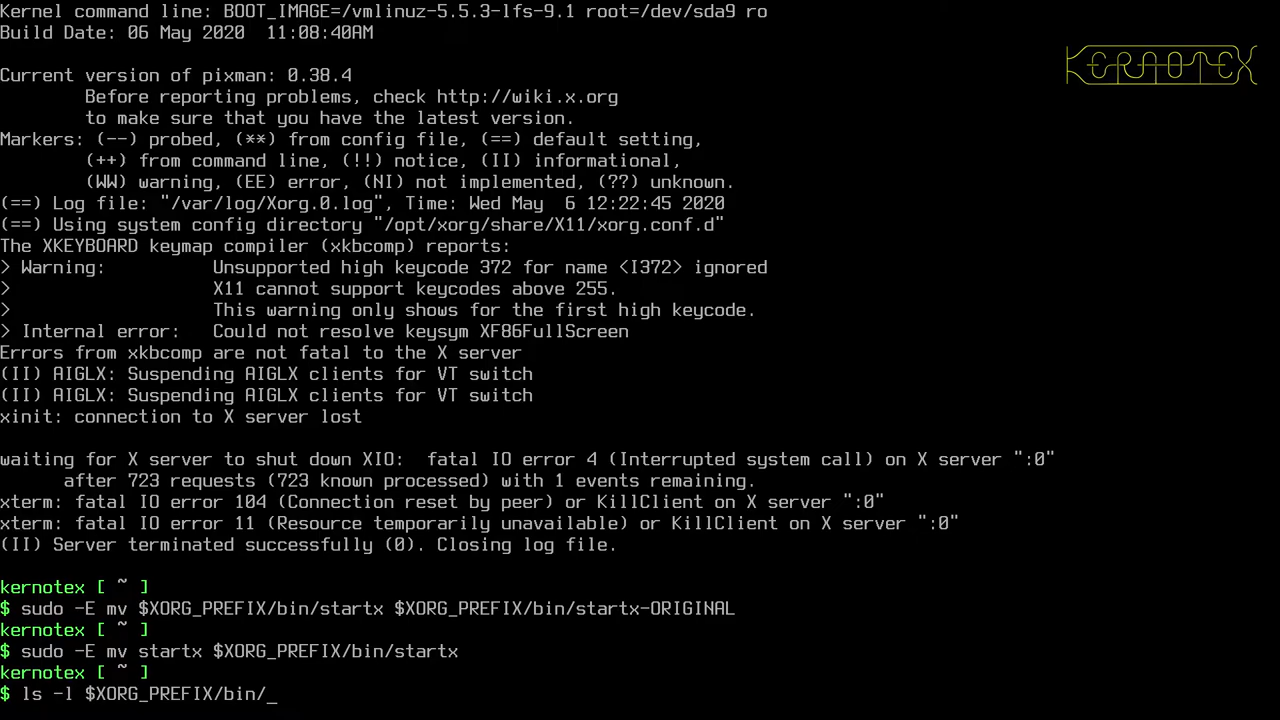 Kernel command line: BOOT_IMAGE=/vmlinuz-5.5.3-lfs-9.1 root=/dev/sda9 ro
Build Date: 06 May 2020  11:08:40AM
KERNOTEX
Current version of pixman: 0.38.4
        Before reporting problems, check http://wiki.x.org
        to make sure that you have the latest version.
Markers: (--) probed, (**) from config file, (==) default setting,
        (++) from command line, (!!) notice, (II) informational,
        (WW) warning, (EE) error, (NI) not implemented, (??) unknown.
(==) Log file: "/var/log/Xorg.0.log", Time: Wed May  6 12:22:45 2020
(==) Using system config directory "/opt/xorg/share/X11/xorg.conf.d"
The XKEYBOARD keymap compiler (xkbcomp) reports:
> Warning:          Unsupported high keycode 372 for name <I372> ignored
>                   X11 cannot support keycodes above 255.
>                   This warning only shows for the first high keycode.
> Internal error:   Could not resolve keysym XF86FullScreen
Errors from xkbcomp are not fatal to the X server
(II) AIGLX: Suspending AIGLX clients for VT switch
(II) AIGLX: Suspending AIGLX clients for VT switch
xinit: connection to X server lost
waiting for X server to shut down XIO:  fatal IO error 4 (Interrupted system call) on X server ":0"
      after 723 requests (723 known processed) with 1 events remaining.
xterm: fatal IO error 104 (Connection reset by peer) or KillClient on X server ":0"
xterm: fatal IO error 11 (Resource temporarily unavailable) or KillClient on X server ":0"
(II) Server terminated successfully (0). Closing log file.
kernotex [ ~ ]
$ sudo -E mv $XORG_PREFIX/bin/startx $XORG_PREFIX/bin/startx-ORIGINAL
kernotex [ ~ ]
$ sudo -E mv startx $XORG_PREFIX/bin/startx
kernotex [ ~ ]
$ ls -l $XORG_PREFIX/bin/_